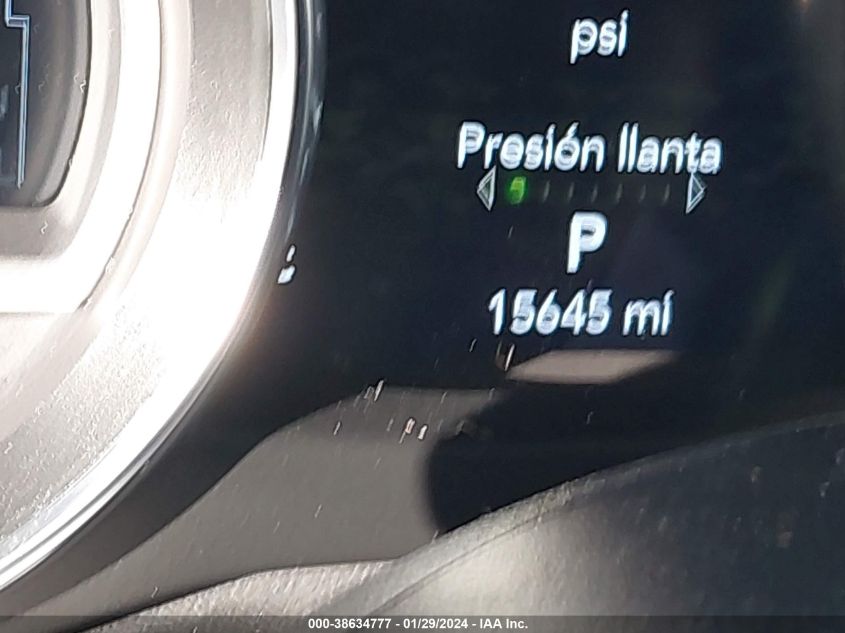 psi
Presión llanta
P
15645 mi
000-38634777 - 01/29/2024 - IAA Inc.